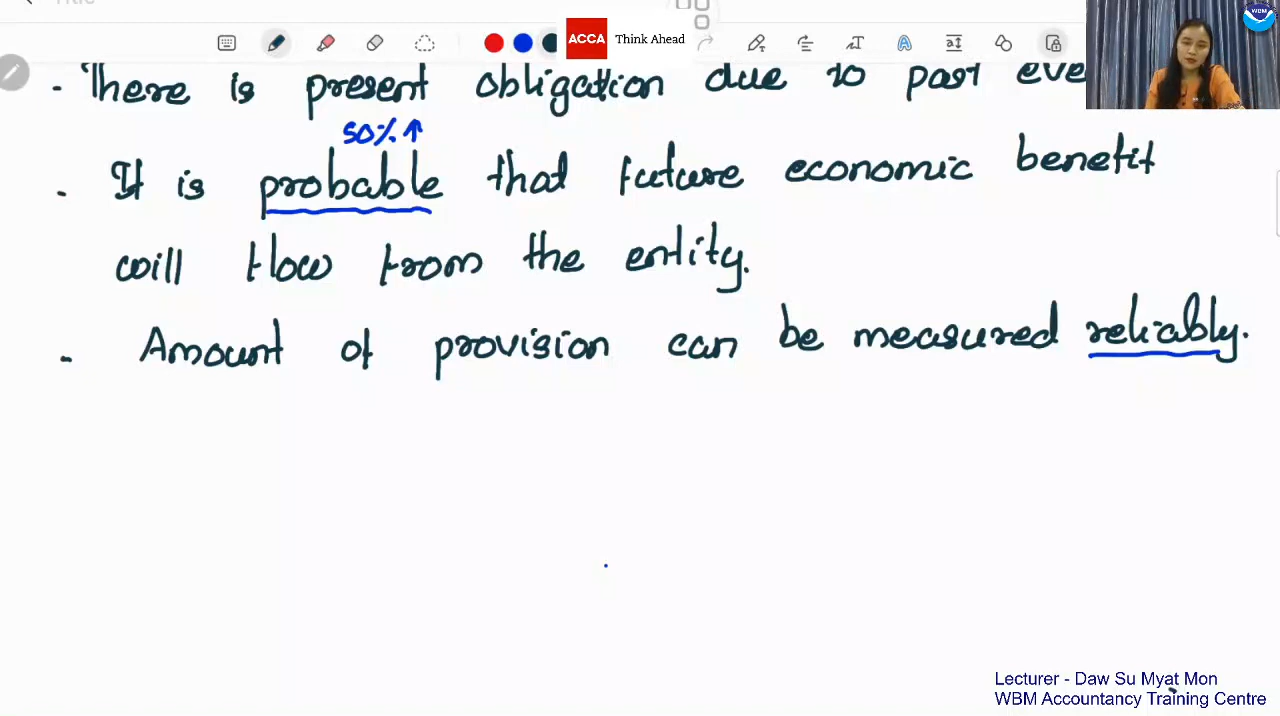 Title
ACCA Think Ahead
WBM
- There is present obligation due to past eve
50% ↑
. It is probable that future economic benefit
will flow from the entity.
- Amount of provision can be measured reliably.
Lecturer - Daw Su Myat Mon
WBM Accountancy Training Centre